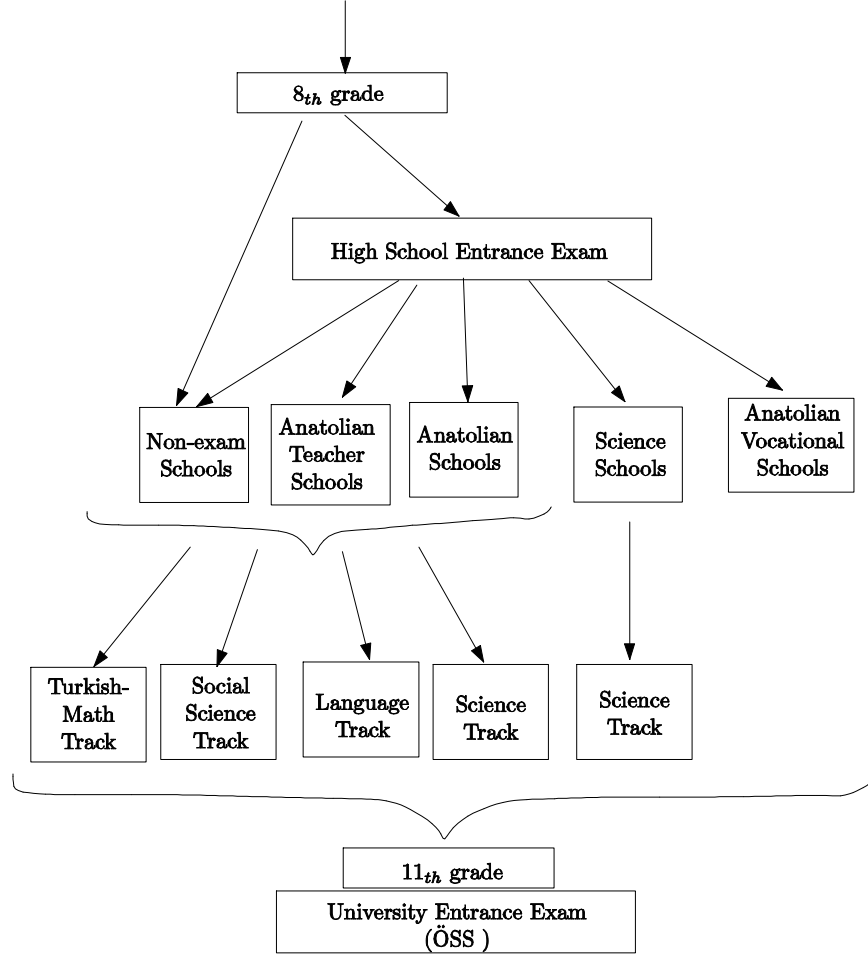 8th grade
High School Entrance Exam
Non-exam
Schools
Anatolian
Teacher
Schools
Anatolian
Schools
Science
Schools
Anatolian
Vocational
Schools
Turkish-
Math
Track
Social
Science
Track
Language
Track
Science
Track
Science
Track
11th grade
University Entrance Exam
(ÖSS )